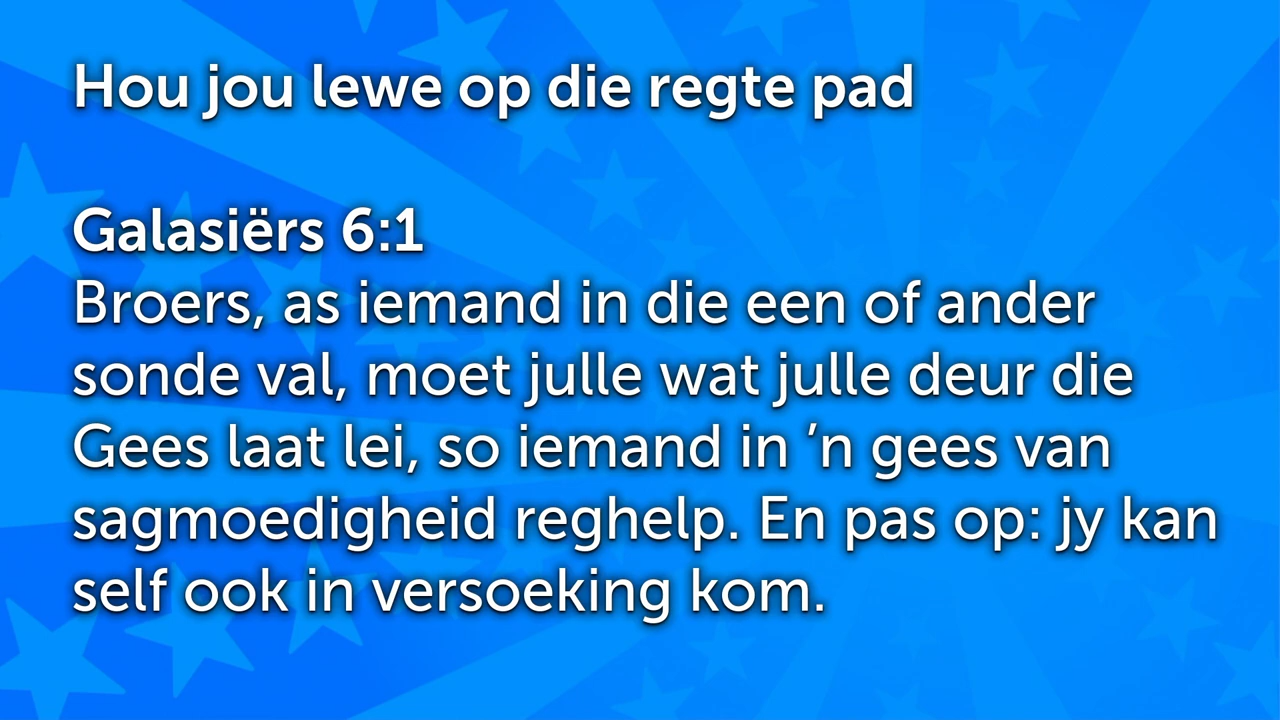 Hou jou lewe op die regte pad
Galasiërs 6:1
Broers, as iemand in die een of ander
sonde val, moet julle wat julle deur die
Gees laat lei, so iemand in ’n gees van
sagmoedigheid reghelp. En pas op: jy kan
self ook in versoeking kom.